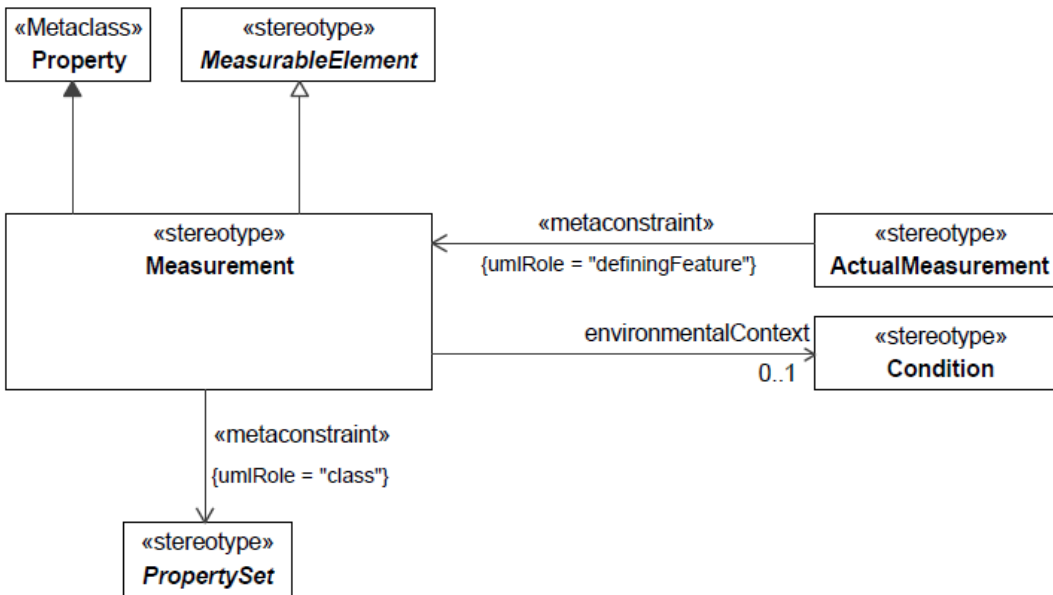 «Metaclass»
Property
«stereotype»
MeasurableElement
«stereotype»
Measurement
«metaconstraint»
{umlRole = "definingFeature"}
«stereotype»
ActualMeasurement
environmentalContext
0..1
«stereotype»
Condition
«metaconstraint»
{umlRole = "class"}
«stereotype»
PropertySet